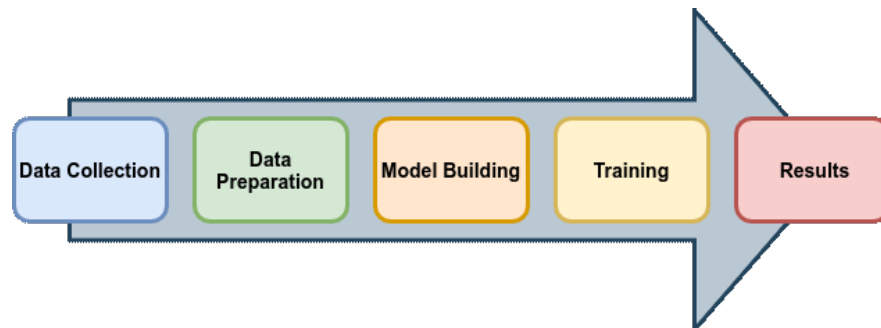 Data Collection
Data
Preparation
Model Building
Training
Results